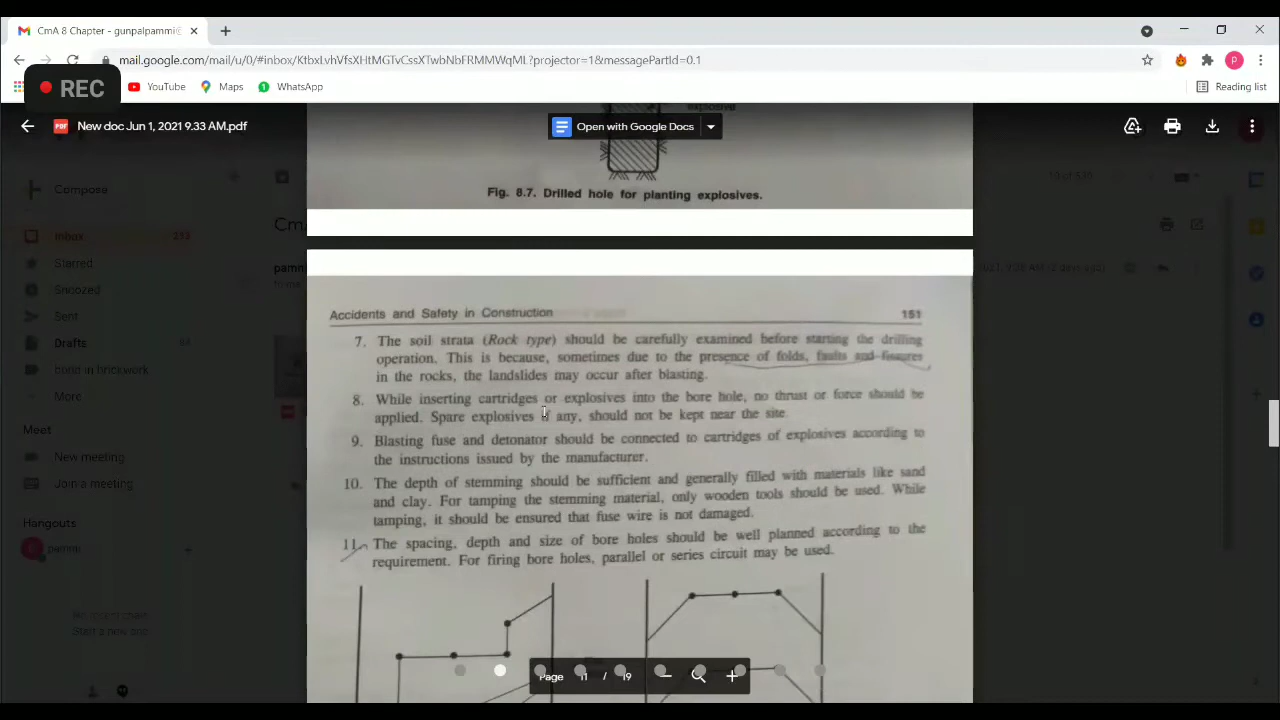 CmA 8 Chapter - gunpalpammi@
mail.google.com/mail/u/0/#inbox/KtbxLvhVfsXHtMGTvCssXTwbNbFRMMWqML?projector=1&messagePartId=0.1
REC
YouTube
Maps
WhatsApp
Reading list
New doc Jun 1, 2021 9.33 AM.pdf
Open with Google Docs
explosive
Fig. 8.7. Drilled hole for planting explosives.
Compose
Inbox
Starred
Snoozed
Sent
Drafts
bond in brickwork
More
Meet
New meeting
Join a meeting
Hangouts
pammi
Accidents and Safety in Construction 151
7. The soil strata (Rock type) should be carefully examined before starting the drilling
operation. This is because, sometimes due to the presence of folds, faults and fissures
in the rocks, the landslides may occur after blasting.
8. While inserting cartridges or explosives into the bore hole, no thrust or force should be
applied. Spare explosives if any, should not be kept near the site.
9. Blasting fuse and detonator should be connected to cartridges of explosives according to
the instructions issued by the manufacturer.
10. The depth of stemming should be sufficient and generally filled with materials like sand
and clay. For tamping the stemming material, only wooden tools should be used. While
tamping, it should be ensured that fuse wire is not damaged.
11. The spacing, depth and size of bore holes should be well planned according to the
requirement. For firing bore holes, parallel or series circuit may be used.
Page 11 / 19